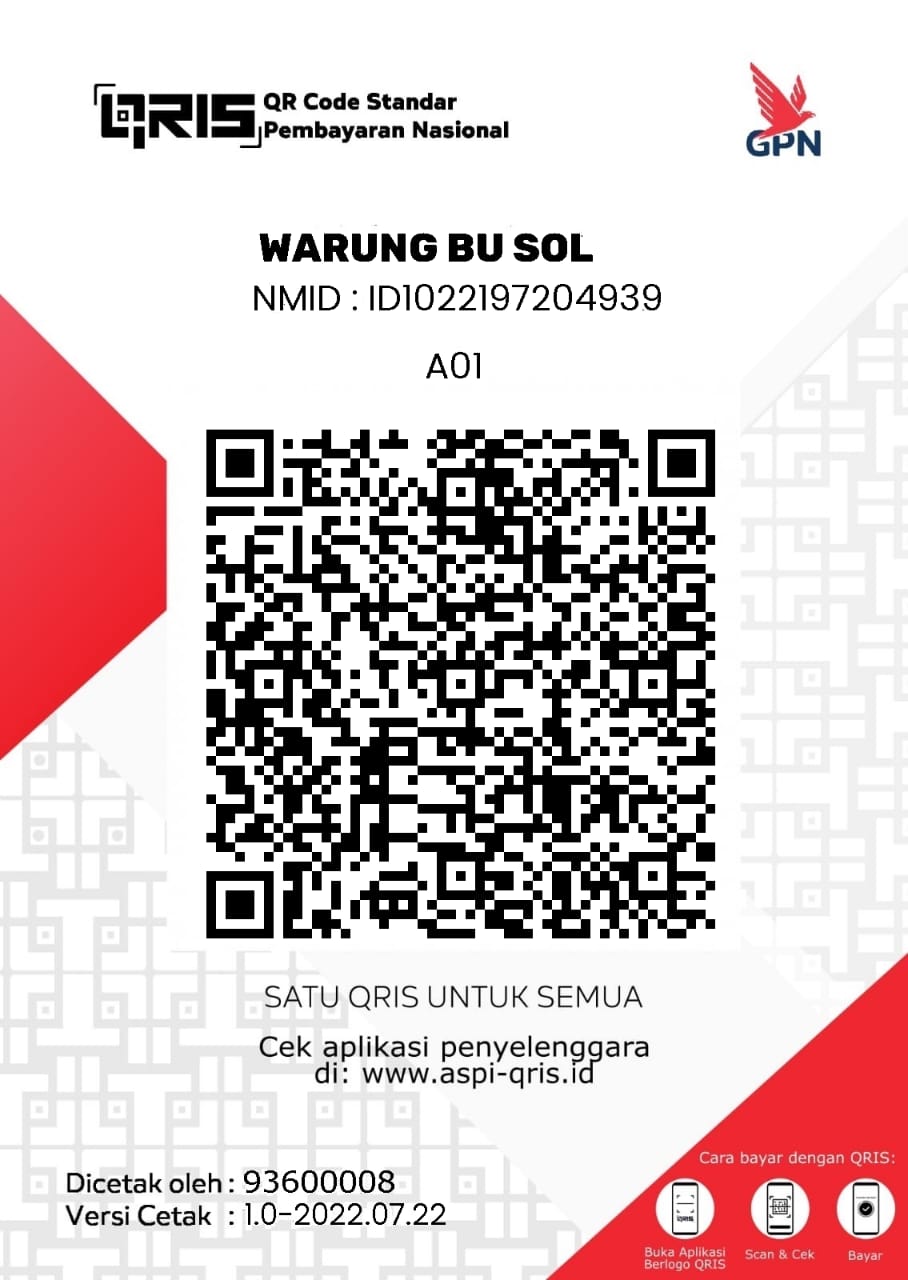 QRIS QR Code Standar
Pembayaran Nasional
GPN
WARUNG BU SOL
NMID : ID1022197204939
A01
SATU QRIS UNTUK SEMUA
Cek aplikasi penyelenggara
di: www.aspi-qris.id
Dicetak oleh : 93600008
Versi Cetak : 1.0-2022.07.22
Cara bayar dengan QRIS:
Buka Aplikasi
Berlogo QRIS
Scan & Cek
Bayar